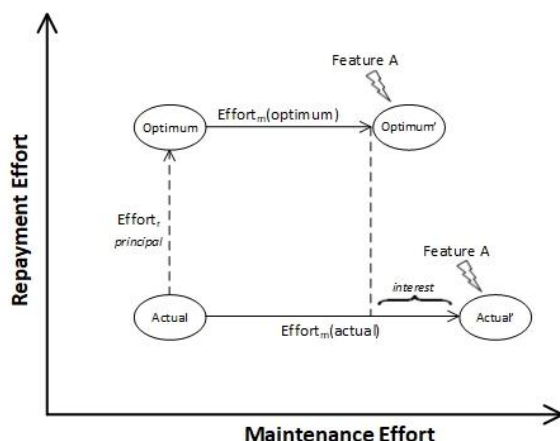 Feature A
Effortm(optimum)
Optimum
Optimum'
Repayment Effort
Effortr
principal
Feature A
interest
Actual
Actual'
Effortm(actual)
Maintenance Effort